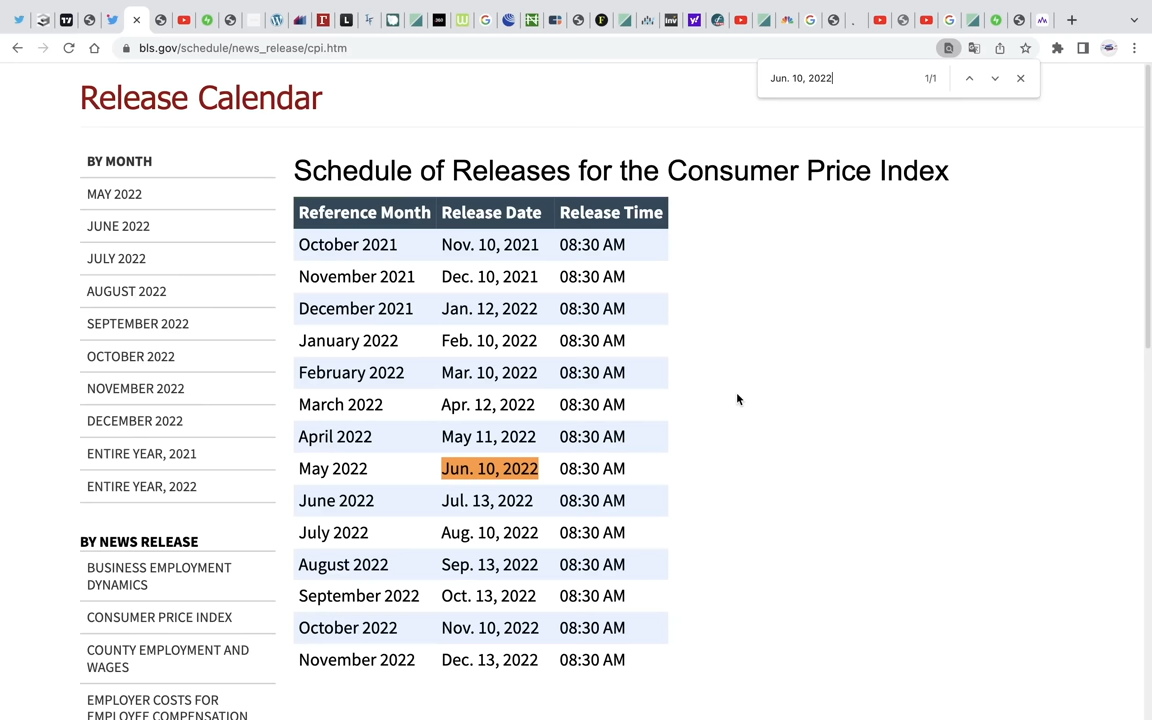 bls.gov/schedule/news_release/cpi.htm
Jun. 10, 2022
1/1
Release Calendar
BY MONTH
MAY 2022
JUNE 2022
JULY 2022
AUGUST 2022
SEPTEMBER 2022
OCTOBER 2022
NOVEMBER 2022
DECEMBER 2022
ENTIRE YEAR, 2021
ENTIRE YEAR, 2022
BY NEWS RELEASE
BUSINESS EMPLOYMENT
DYNAMICS
CONSUMER PRICE INDEX
COUNTY EMPLOYMENT AND
WAGES
EMPLOYER COSTS FOR
EMPLOYEE COMPENSATION
Schedule of Releases for the Consumer Price Index
Reference Month Release Date Release Time
October 2021 Nov. 10, 2021 08:30 AM
November 2021 Dec. 10, 2021 08:30 AM
December 2021 Jan. 12, 2022 08:30 AM
January 2022 Feb. 10, 2022 08:30 AM
February 2022 Mar. 10, 2022 08:30 AM
March 2022 Apr. 12, 2022 08:30 AM
April 2022 May 11, 2022 08:30 AM
May 2022 Jun. 10, 2022 08:30 AM
June 2022 Jul. 13, 2022 08:30 AM
July 2022 Aug. 10, 2022 08:30 AM
August 2022 Sep. 13, 2022 08:30 AM
September 2022 Oct. 13, 2022 08:30 AM
October 2022 Nov. 10, 2022 08:30 AM
November 2022 Dec. 13, 2022 08:30 AM